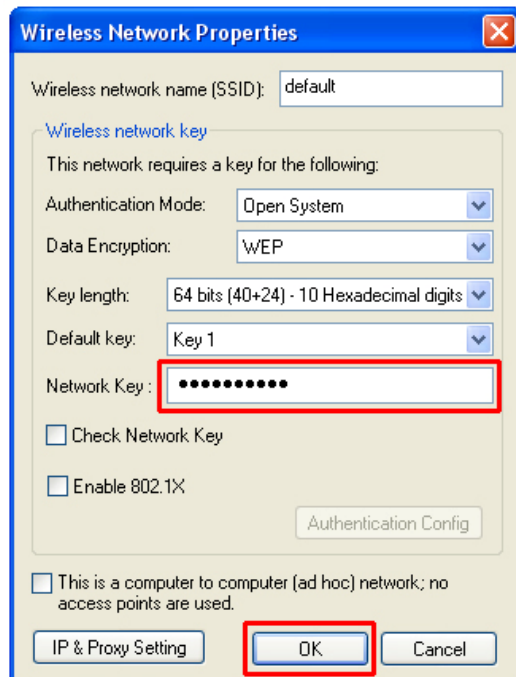 Wireless Network Properties
Wireless network name (SSID): default
Wireless network key
This network requires a key for the following:
Authentication Mode: Open System
Data Encryption: WEP
Key length: 64 bits (40+24) - 10 Hexadecimal digits
Default key: Key 1
Network Key : ••••••••••
Check Network Key
Enable 802.1X
Authentication Config
This is a computer to computer (ad hoc) network; no
access points are used.
IP & Proxy Setting OK Cancel